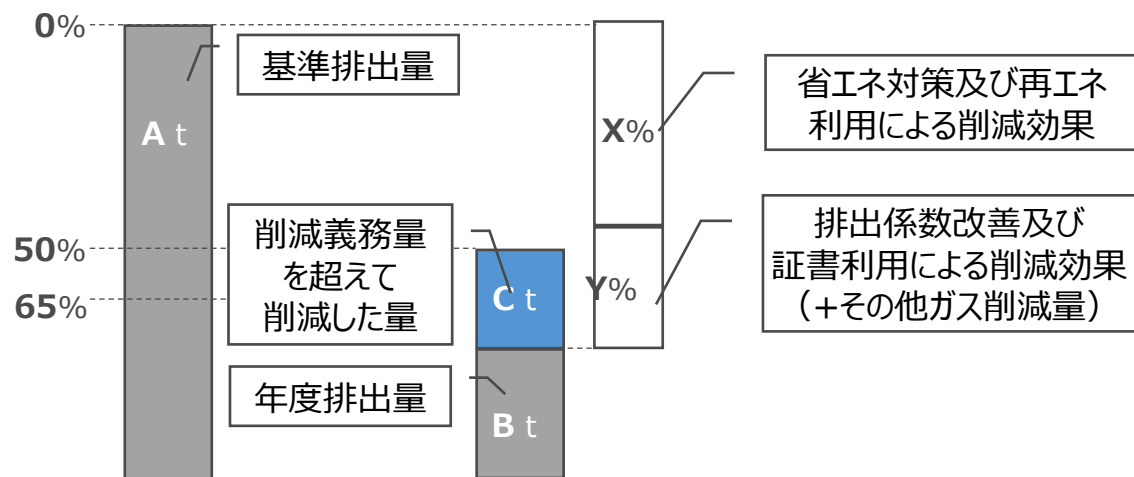 0%
基準排出量
A t
X%
省エネ対策及び再エネ
利用による削減効果
50%
65%
削減義務量
を超えて
削減した量
C t
Y%
排出係数改善及び
証書利用による削減効果
（+その他ガス削減量）
年度排出量
B t